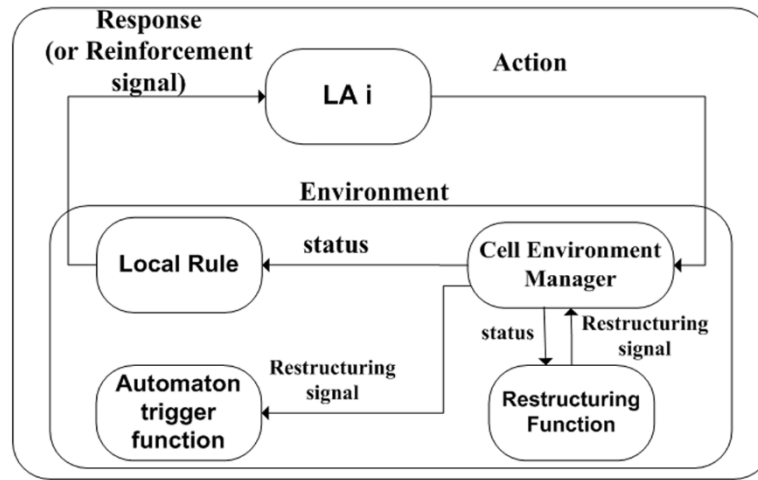 Response
(or Reinforcement
signal)
LA i
Action
Environment
Local Rule
status
Cell Environment
Manager
status
Restructuring
signal
Automaton
trigger
function
Restructuring
signal
Restructuring
Function